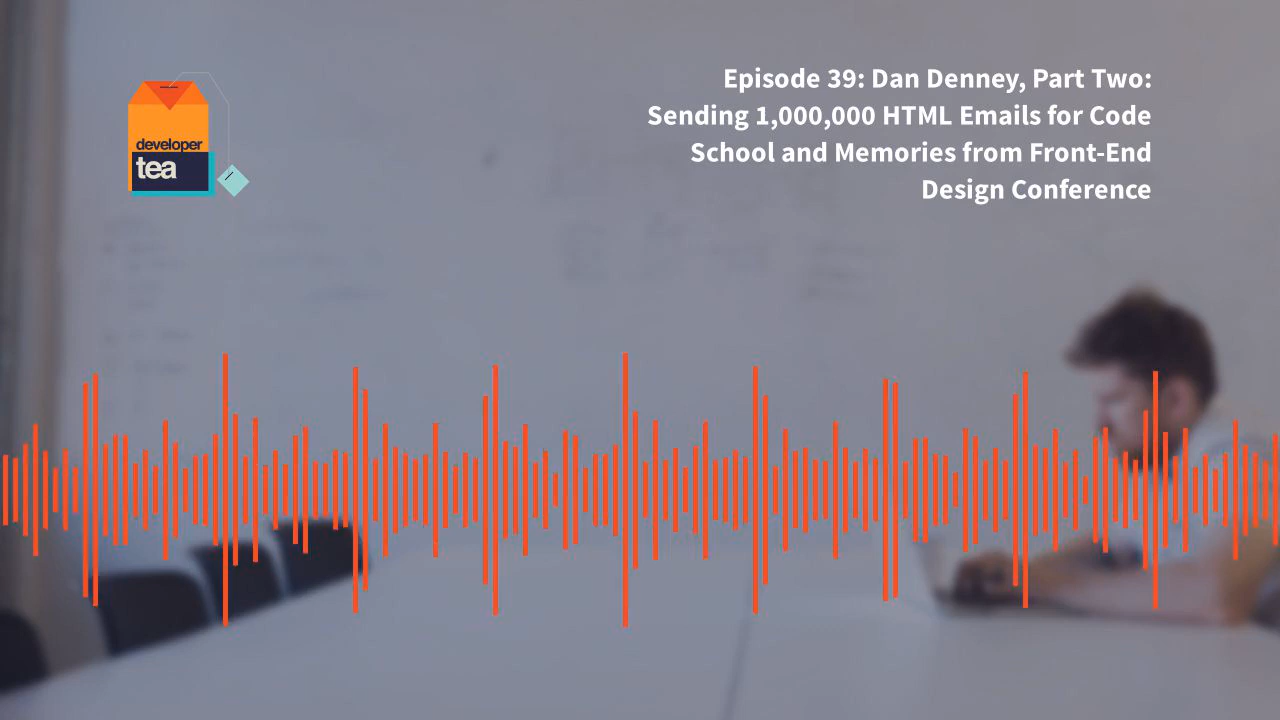 developer
tea
Episode 39: Dan Denney, Part Two:
Sending 1,000,000 HTML Emails for Code
School and Memories from Front-End
Design Conference